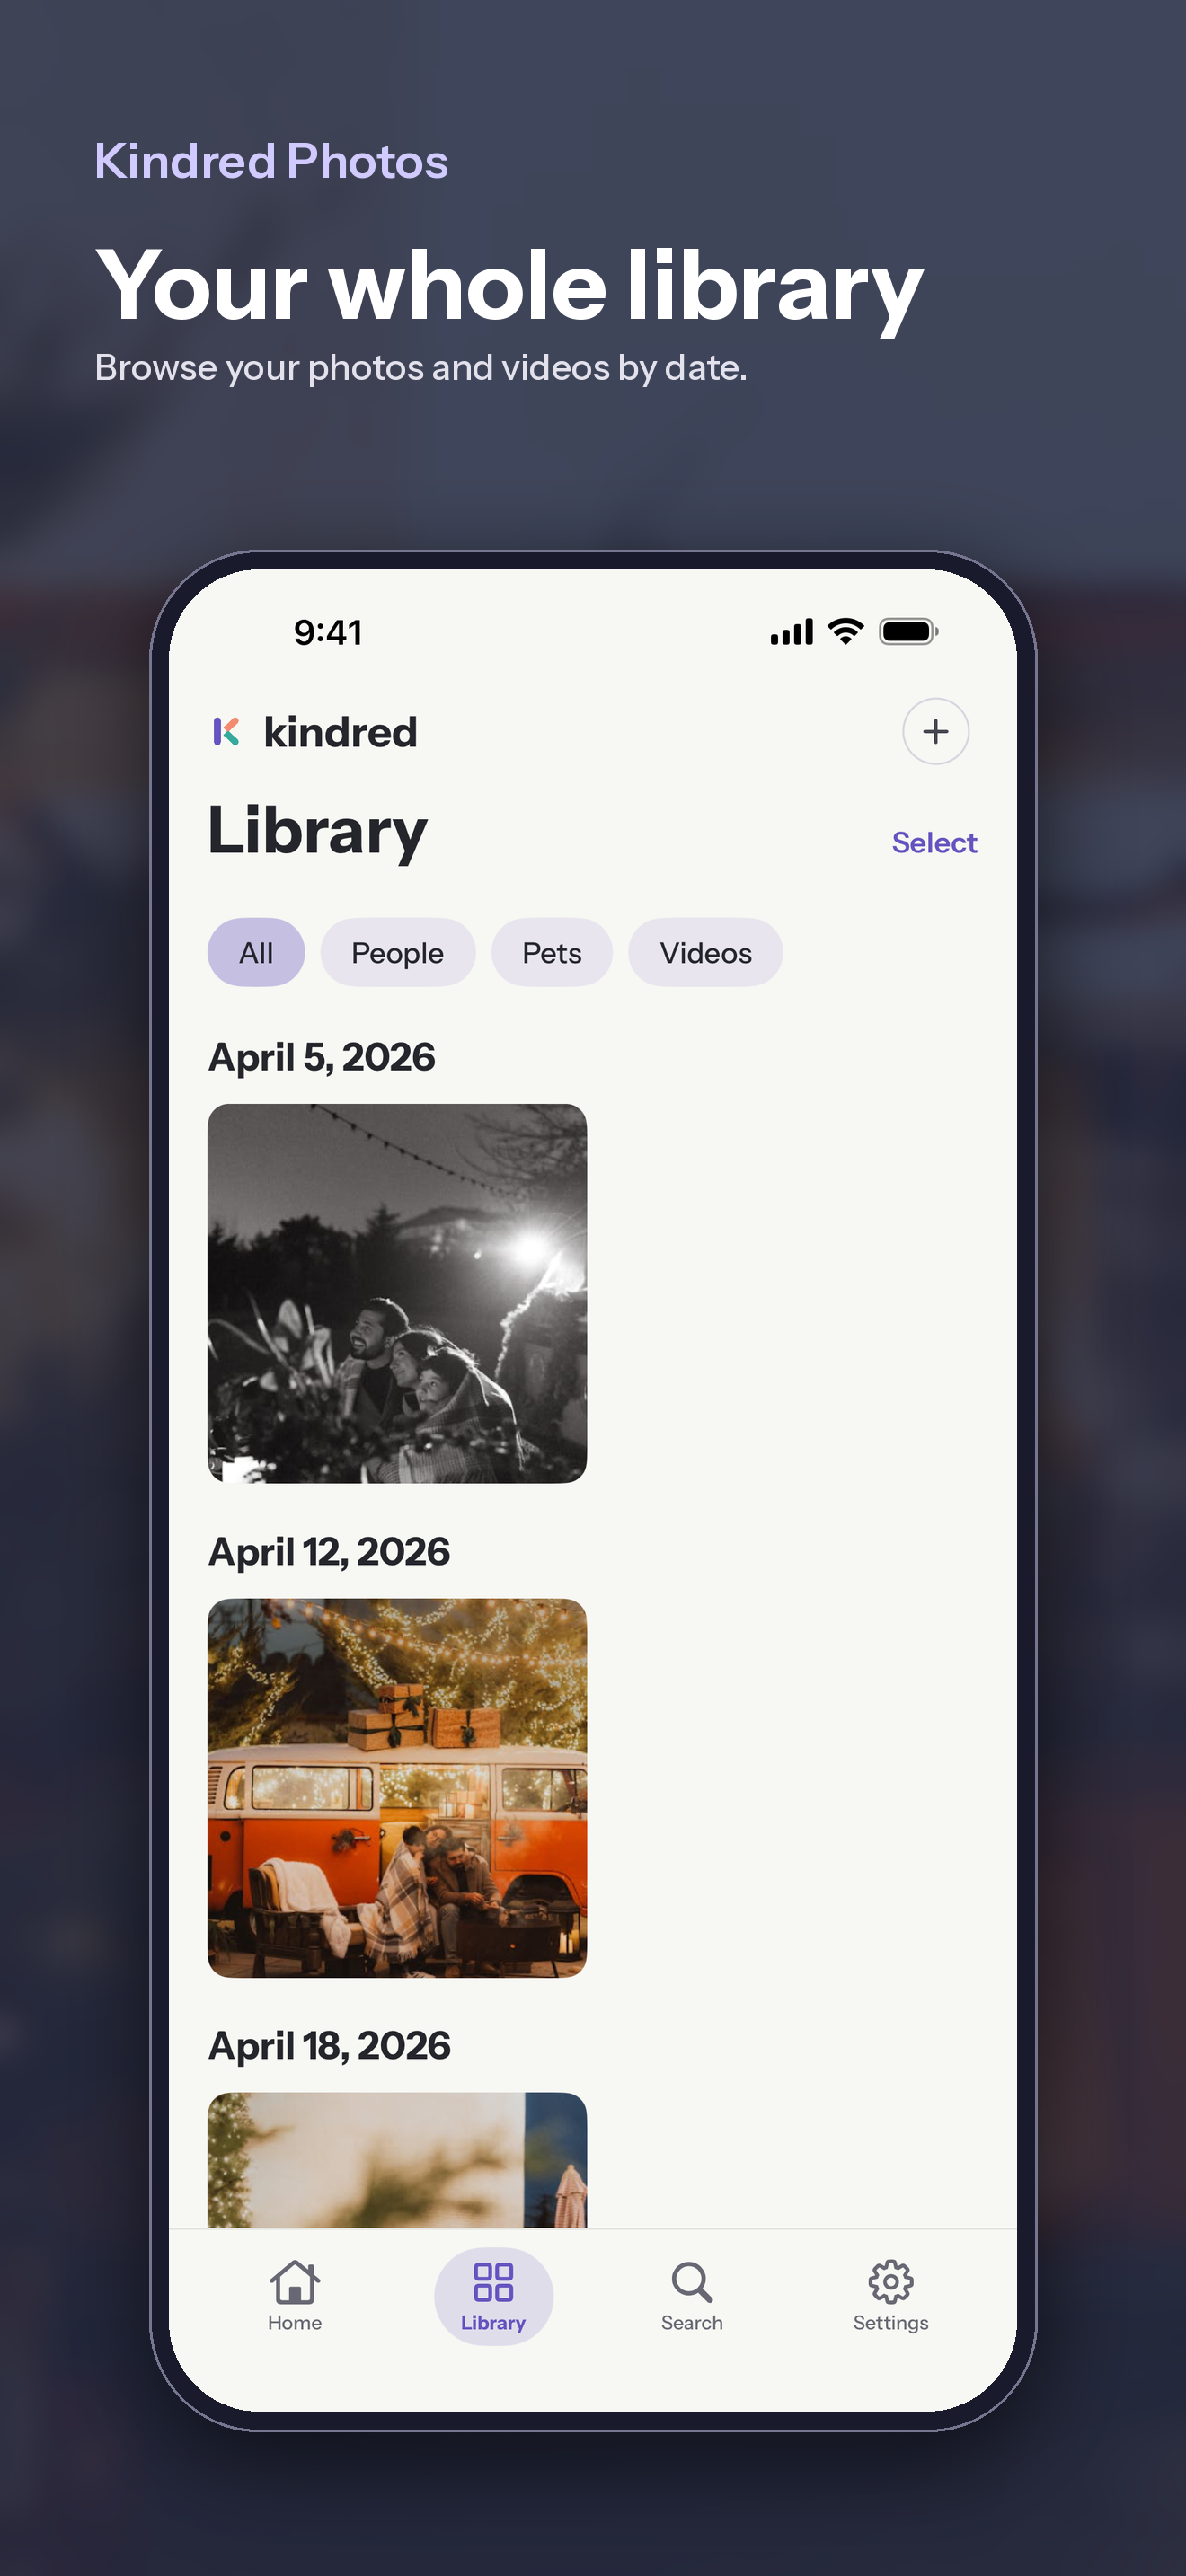 Kindred Photos
Your whole library
Browse your photos and videos by date.
9:41
kindred
Library
Select
All People Pets Videos
April 5, 2026
April 12, 2026
April 18, 2026
Home Library Search Settings